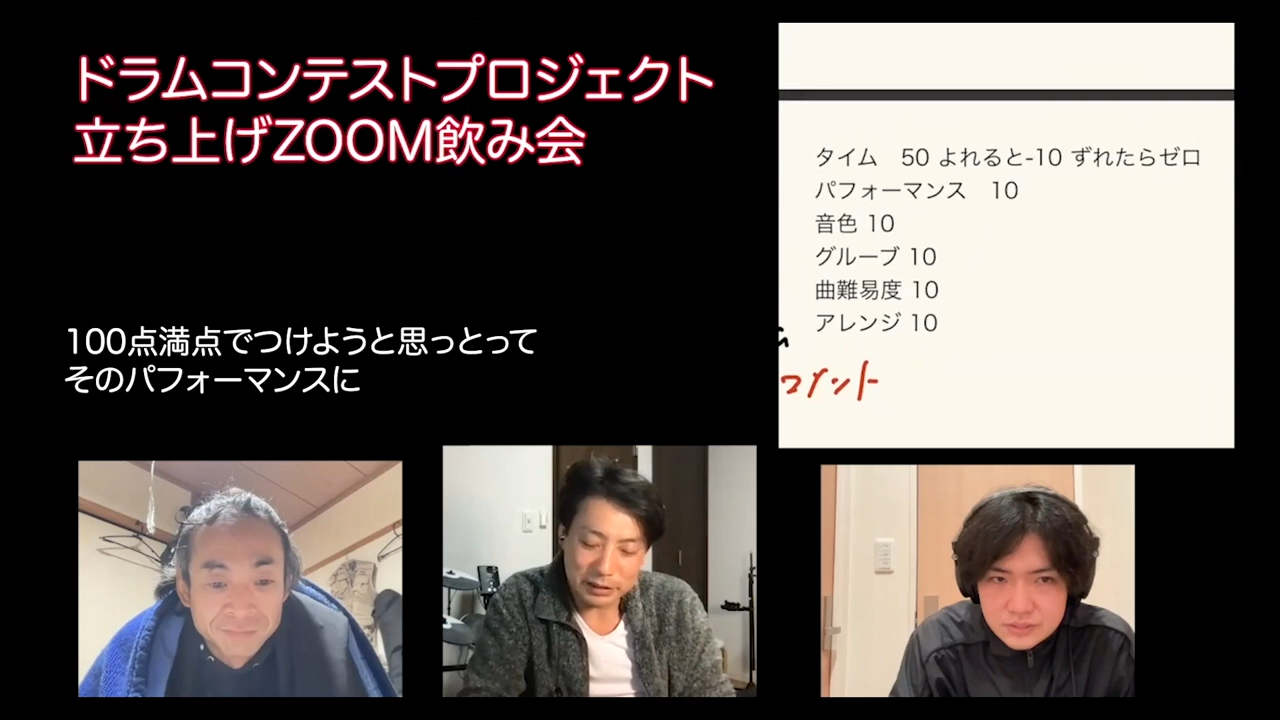 ドラムコンテストプロジェクト
立ち上げZOOM飲み会
タイム　50 よれると-10 ずれたらゼロ
パフォーマンス　10
音色 10
グルーブ 10
曲難易度 10
アレンジ 10
コメント
100点満点でつけようと思っとって
そのパフォーマンスに